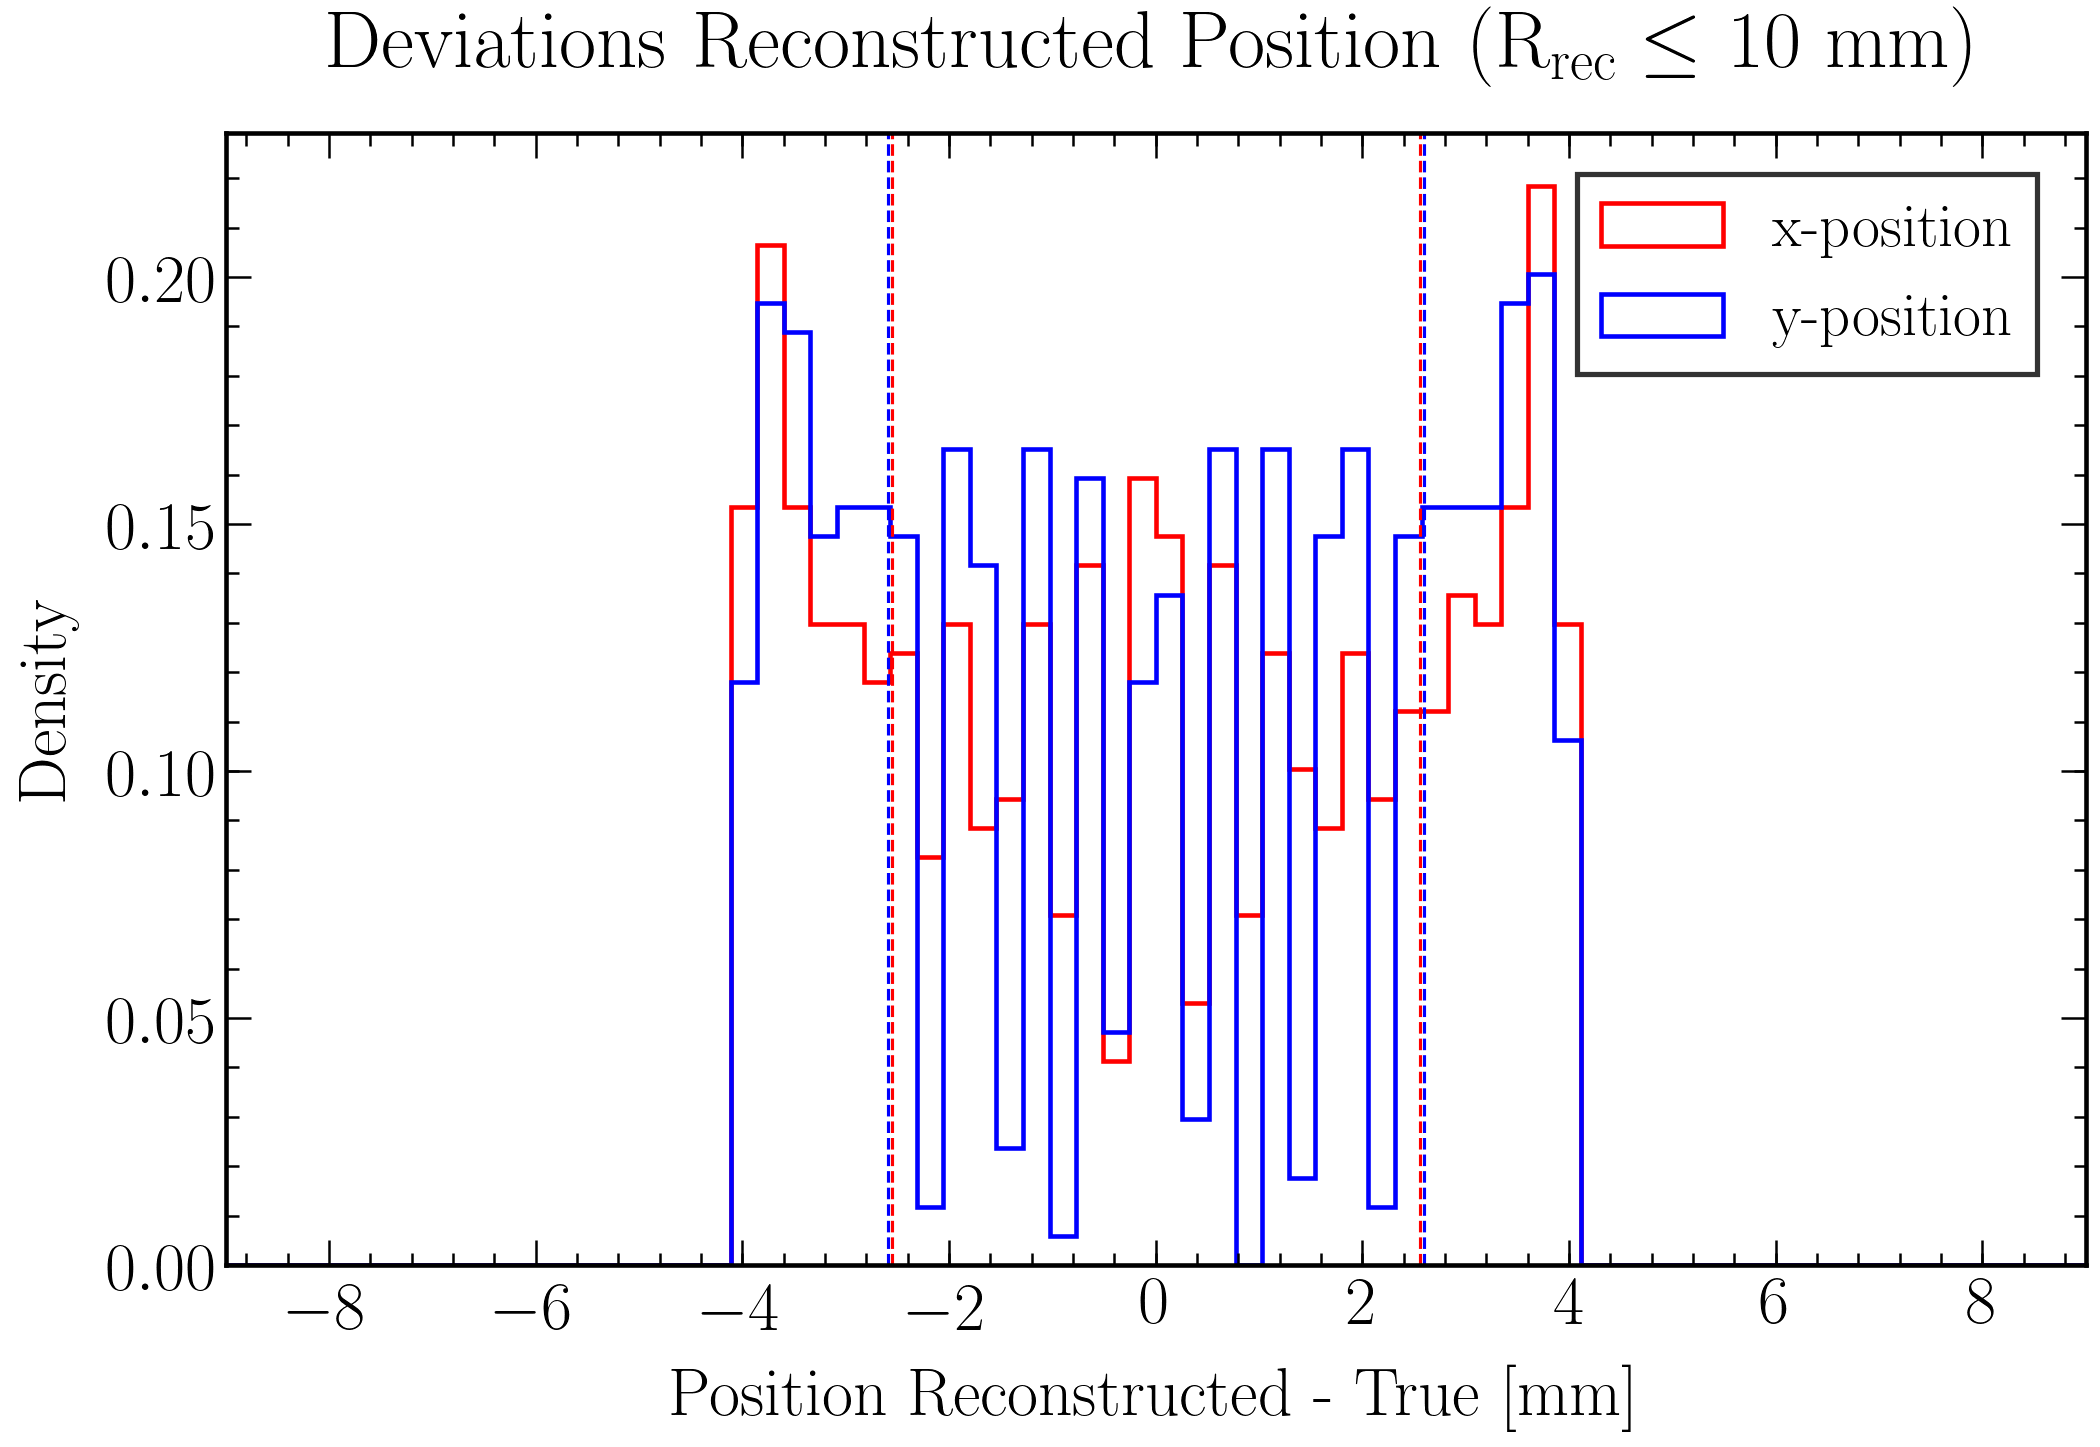 Deviations Reconstructed Position (R_rec ≤ 10 mm)
x-position
y-position
Density
0.20
0.15
0.10
0.05
0.00
−8 −6 −4 −2 0 2 4 6 8
Position Reconstructed - True [mm]